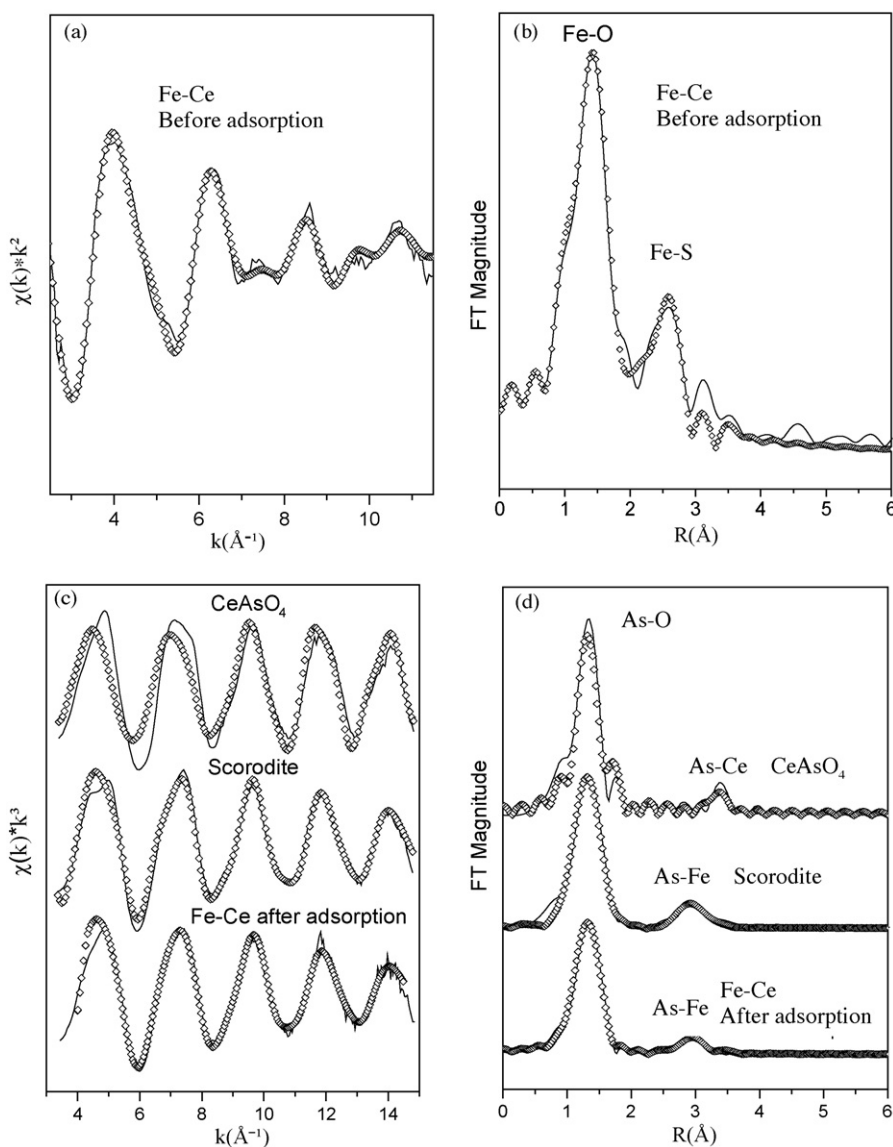 (a)
Fe-Ce
Before adsorption
χ(k)*k²
4 6 8 10
k(Å⁻¹)
(b)
Fe-O
Fe-Ce
Before adsorption
Fe-S
FT Magnitude
0 1 2 3 4 5 6
R(Å)
(c)
CeAsO₄
Scorodite
Fe-Ce after adsorption
χ(k)*k³
4 6 8 10 12 14
k(Å⁻¹)
(d)
As-O
As-Ce CeAsO₄
As-Fe Scorodite
As-Fe Fe-Ce
After adsorption
FT Magnitude
0 1 2 3 4 5 6
R(Å)